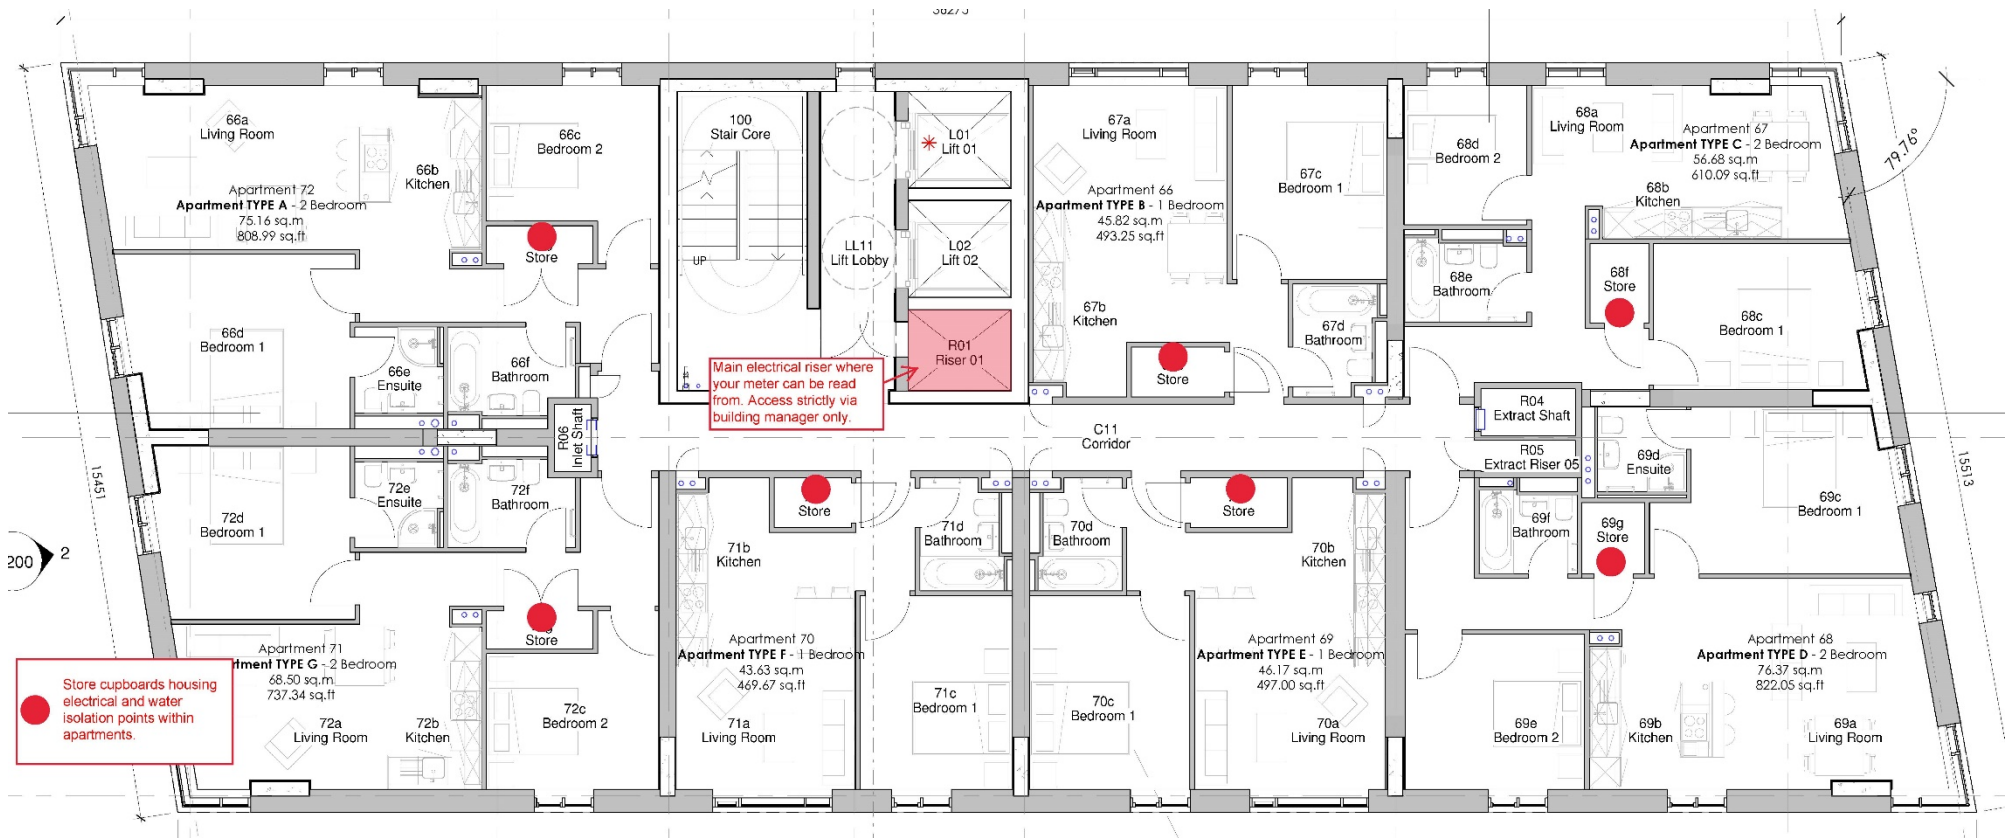 38275
66a
Living Room
Apartment 72
Apartment TYPE A - 2 Bedroom
75.16 sq.m
808.99 sq.ft
66b
Kitchen
66c
Bedroom 2
Store
66d
Bedroom 1
66e
Ensuite
66f
Bathroom
100
Stair Core
UP
LL11
Lift Lobby
L01
Lift 01
L02
Lift 02
R01
Riser 01
Main electrical riser where
your meter can be read
from. Access strictly via
building manager only.
67a
Living Room
Apartment 66
Apartment TYPE B - 1 Bedroom
45.82 sq.m
493.25 sq.ft
67b
Kitchen
67c
Bedroom 1
67d
Bathroom
Store
68d
Bedroom 2
68a
Living Room
Apartment 67
Apartment TYPE C - 2 Bedroom
56.68 sq.m
610.09 sq.ft
68b
Kitchen
68e
Bathroom
68f
Store
68c
Bedroom 1
79.76°
R06
Inlet Shaft
C11
Corridor
R04
Extract Shaft
R05
Extract Riser 05
69d
Ensuite
69c
Bedroom 1
69f
Bathroom
69g
Store
15451
15513
200
2
72d
Bedroom 1
72e
Ensuite
72f
Bathroom
Store
Apartment 71
rtment TYPE G - 2 Bedroom
68.50 sq.m
737.34 sq.ft
72a
Living Room
72b
Kitchen
72c
Bedroom 2
Store cupboards housing
electrical and water
isolation points within
apartments.
71b
Kitchen
Store
71d
Bathroom
Apartment 70
Apartment TYPE F - 1 Bedroom
43.63 sq.m
469.67 sq.ft
71a
Living Room
71c
Bedroom 1
70d
Bathroom
Store
70b
Kitchen
Apartment 69
Apartment TYPE E - 1 Bedroom
46.17 sq.m
497.00 sq.ft
70c
Bedroom 1
70a
Living Room
Apartment 68
Apartment TYPE D - 2 Bedroom
76.37 sq.m
822.05 sq.ft
69e
Bedroom 2
69b
Kitchen
69a
Living Room